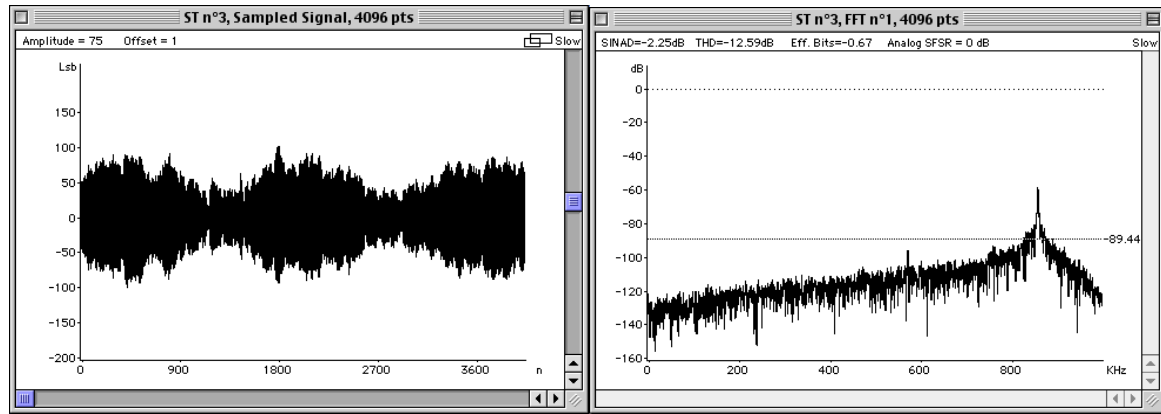 ST n°3, Sampled Signal, 4096 pts
Amplitude = 75 Offset = 1 Slow
Lsb
150
100
50
0
-50
-100
-150
-200
0 900 1800 2700 3600 n
ST n°3, FFT n°1, 4096 pts
SINAD=-2.25dB THD=-12.59dB Eff. Bits=-0.67 Analog SFSR = 0 dB Slow
dB
0
-20
-40
-60
-80
-89.44
-100
-120
-140
-160
0 200 400 600 800 KHz